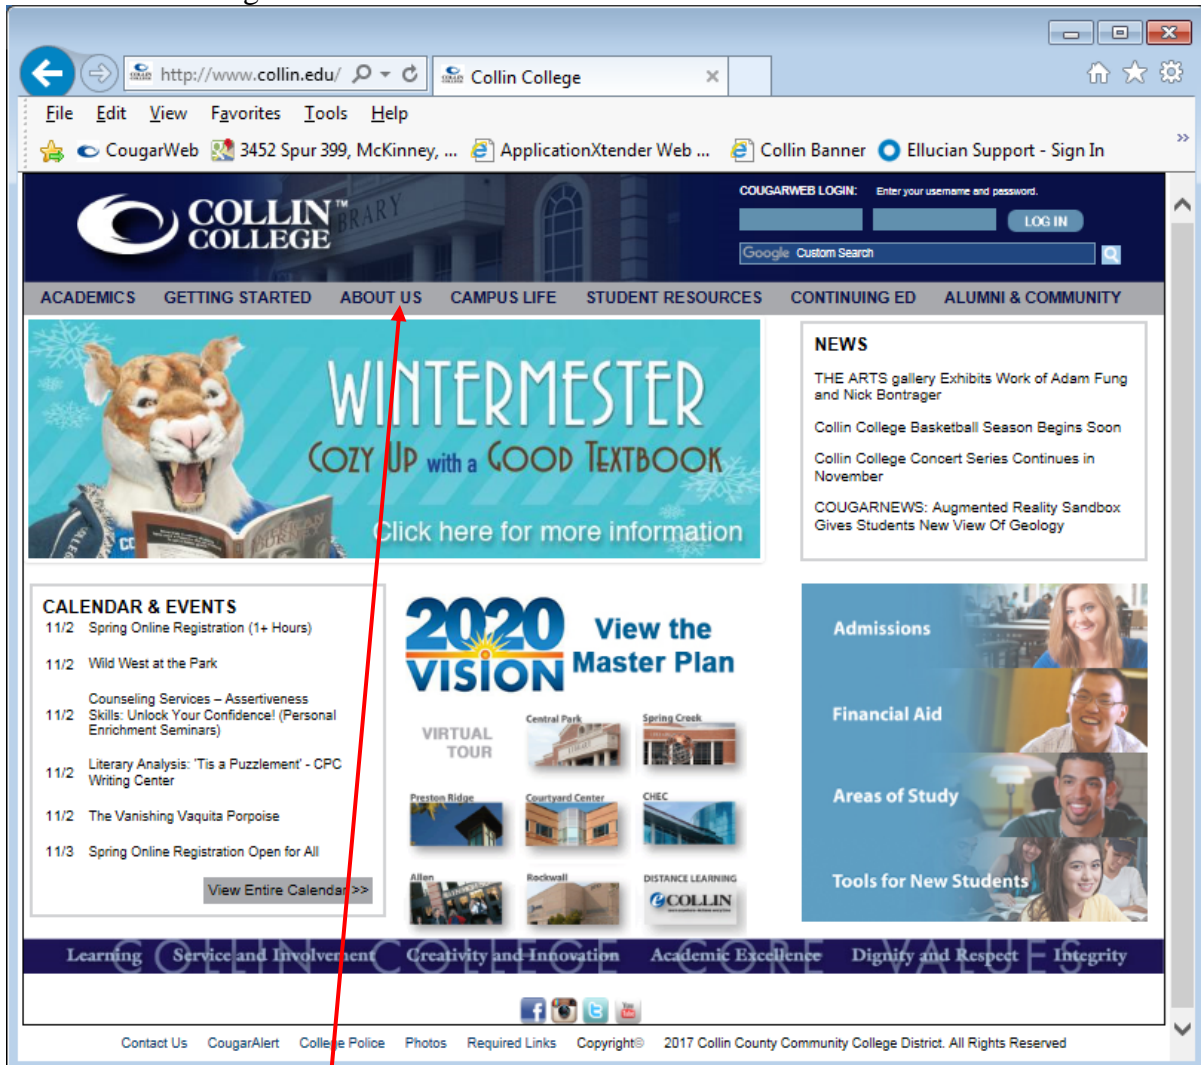 http://www.collin.edu/
Collin College
File Edit View Favorites Tools Help
CougarWeb 3452 Spur 399, McKinney, ... ApplicationXtender Web ... Collin Banner Ellucian Support - Sign In »
COLLIN™
COLLEGE
LIBRARY
COUGARWEB LOGIN: Enter your username and password.
LOG IN
Google Custom Search
ACADEMICS GETTING STARTED ABOUT US CAMPUS LIFE STUDENT RESOURCES CONTINUING ED ALUMNI & COMMUNITY
WINTERMESTER
COZY UP with a GOOD TEXTBOOK
Click here for more information
NEWS
THE ARTS gallery Exhibits Work of Adam Fung
and Nick Bontrager
Collin College Basketball Season Begins Soon
Collin College Concert Series Continues in
November
COUGARNEWS: Augmented Reality Sandbox
Gives Students New View Of Geology
CALENDAR & EVENTS
11/2 Spring Online Registration (1+ Hours)
11/2 Wild West at the Park
Counseling Services – Assertiveness
11/2 Skills: Unlock Your Confidence! (Personal
Enrichment Seminars)
11/2 Literary Analysis: 'Tis a Puzzlement' - CPC
Writing Center
11/2 The Vanishing Vaquita Porpoise
11/3 Spring Online Registration Open for All
View Entire Calendar >>
2020
VISION
View the
Master Plan
VIRTUAL
TOUR
Central Park
Spring Creek
Preston Ridge
Courtyard Center
CHEC
Allen
Rockwall
DISTANCE LEARNING
COLLIN
Admissions
Financial Aid
Areas of Study
Tools for New Students
COLLIN COLLEGE CORE VALUES
Learning Service and Involvement Creativity and Innovation Academic Excellence Dignity and Respect Integrity
Contact Us CougarAlert College Police Photos Required Links Copyright© 2017 Collin County Community College District. All Rights Reserved